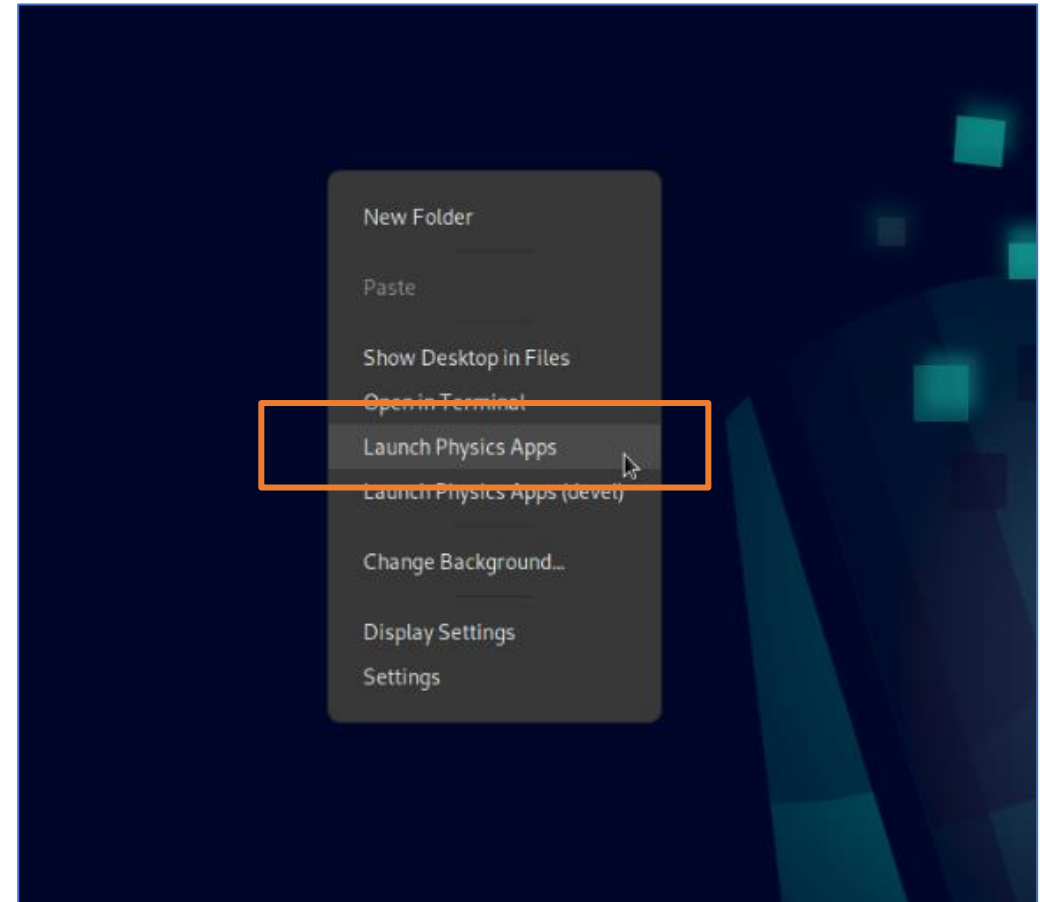 New Folder
Paste
Show Desktop in Files
Open in Terminal
Launch Physics Apps
Launch Physics Apps (devel)
Change Background...
Display Settings
Settings